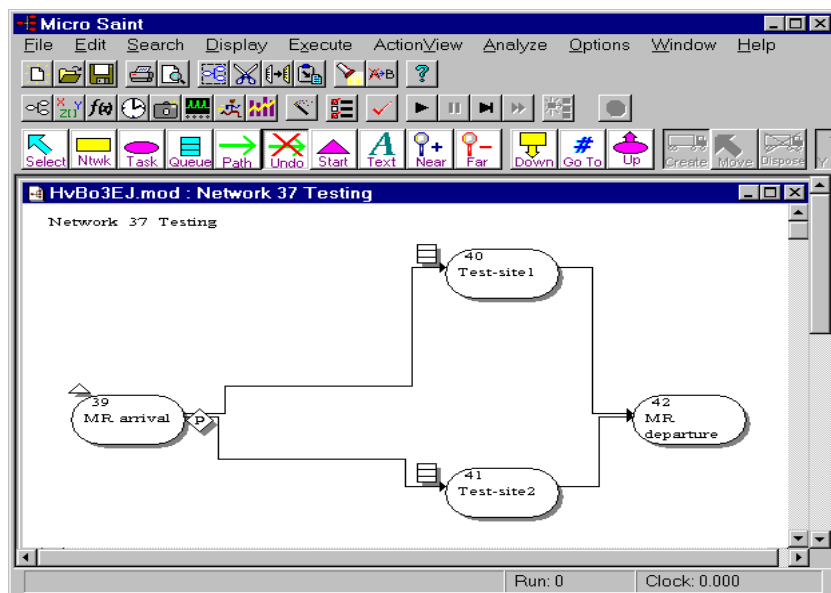 Micro Saint
File Edit Search Display Execute ActionView Analyze Options Window Help
A→B ?
X Z[] Y f(x)
Select Ntwk Task Queue Path Undo Start Text Near Far Down Go To Up Create Move Dispose
HvBo3EJ.mod : Network 37 Testing
Network 37 Testing
40
Test-site1
39
MR arrival
P
42
MR
departure
41
Test-site2
Run: 0 Clock: 0.000